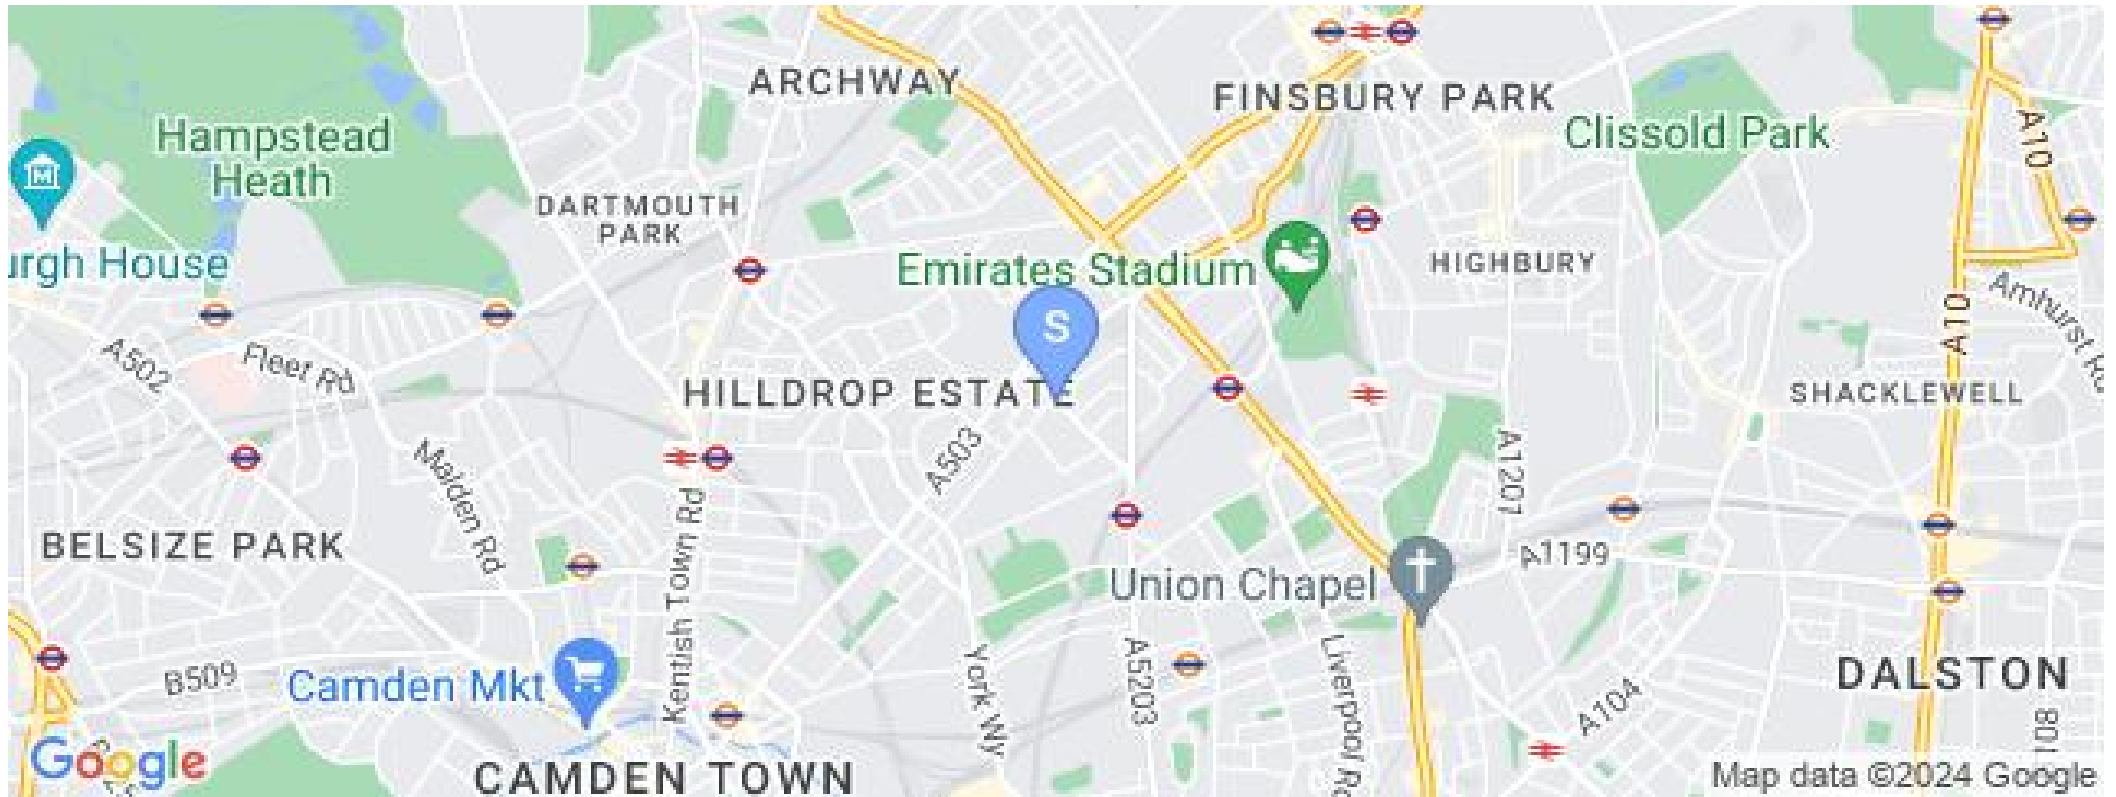 ARCHWAY
FINSBURY PARK
Hampstead
Heath
Clissold Park
A10
DARTMOUTH
PARK
urgh House
Emirates Stadium
HIGHBURY
S
A10
Amhurst Rd
A502
Fleet Rd
HILLDROP ESTATE
SHACKLEWELL
A503
Malden Rd
A1207
BELSIZE PARK
Kentish Town Rd
A1199
Union Chapel
B509
Camden Mkt
York Wy
A5203
Liverpool Rd
A104
DALSTON
Google
CAMDEN TOWN
Map data ©2024 Google